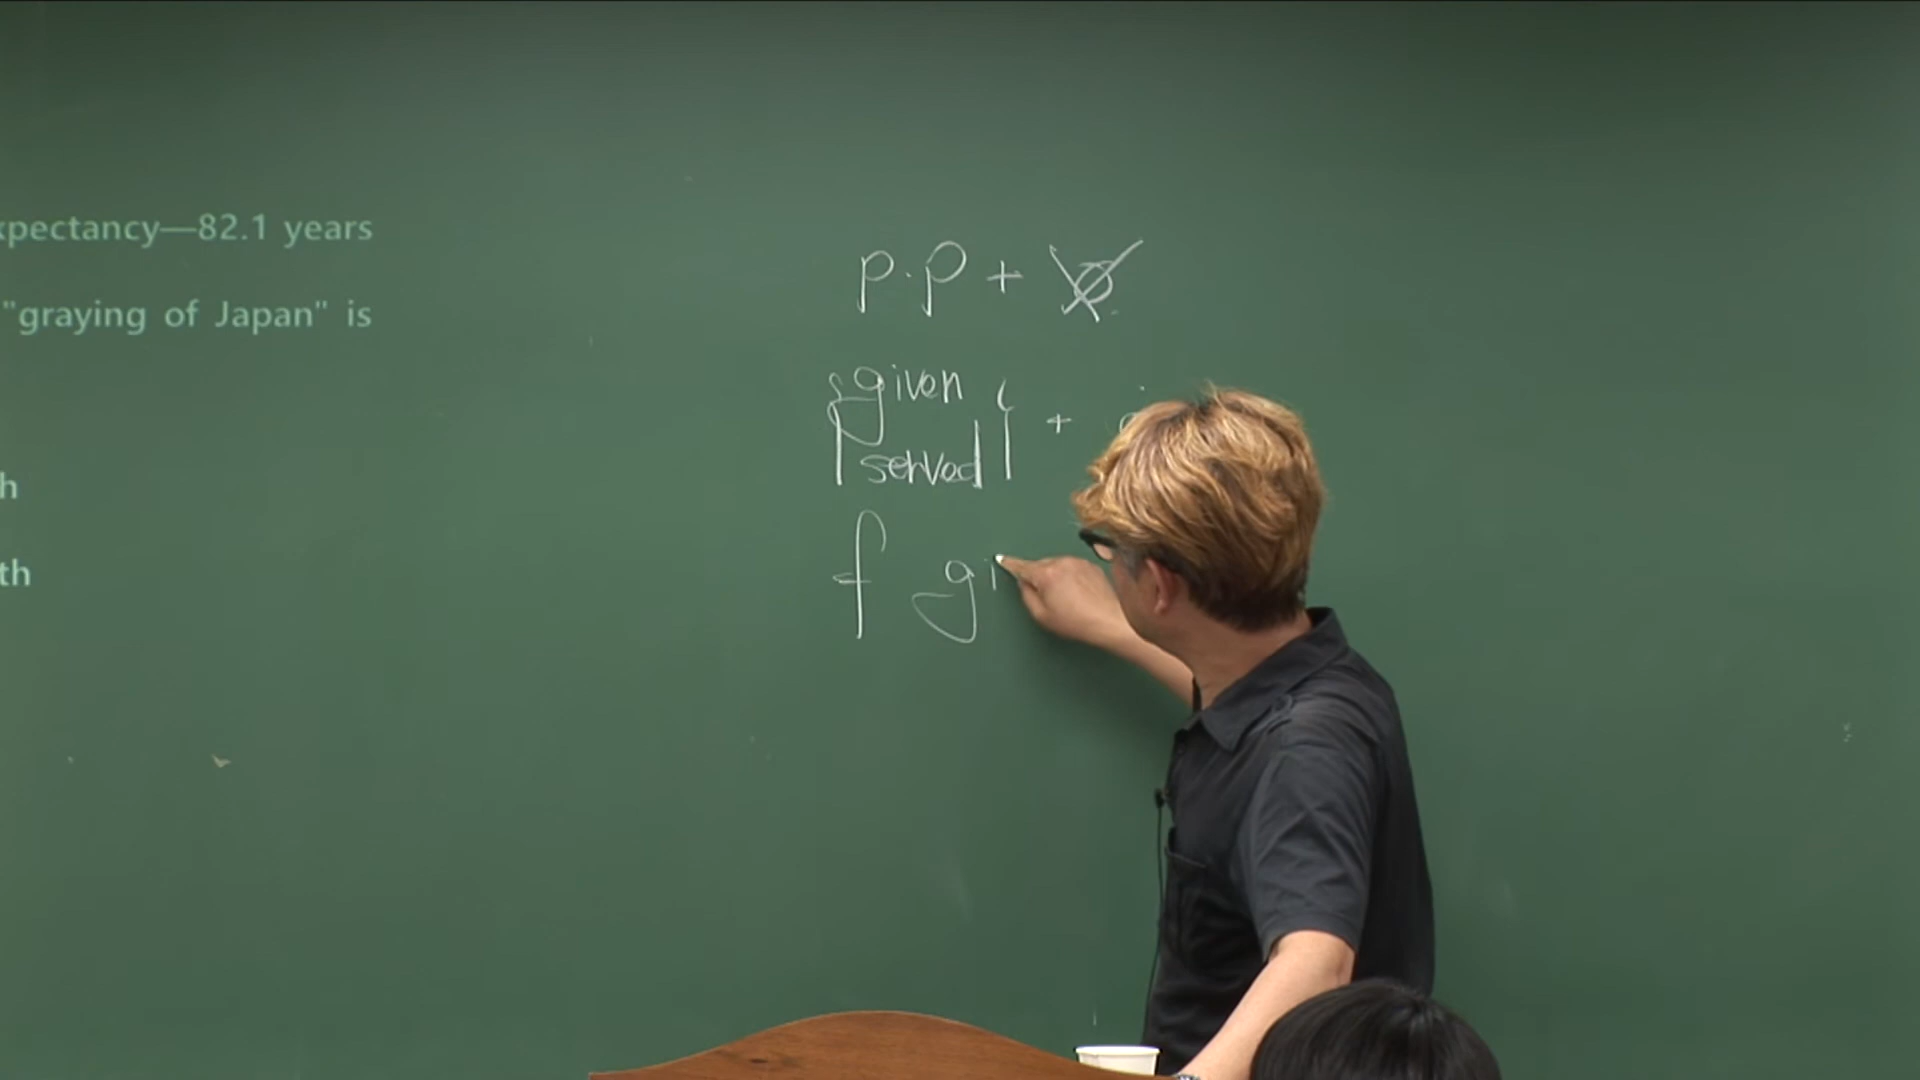 xpectancy—82.1 years
"graying of Japan" is
h
th
p.p + O
given
served +
f gi